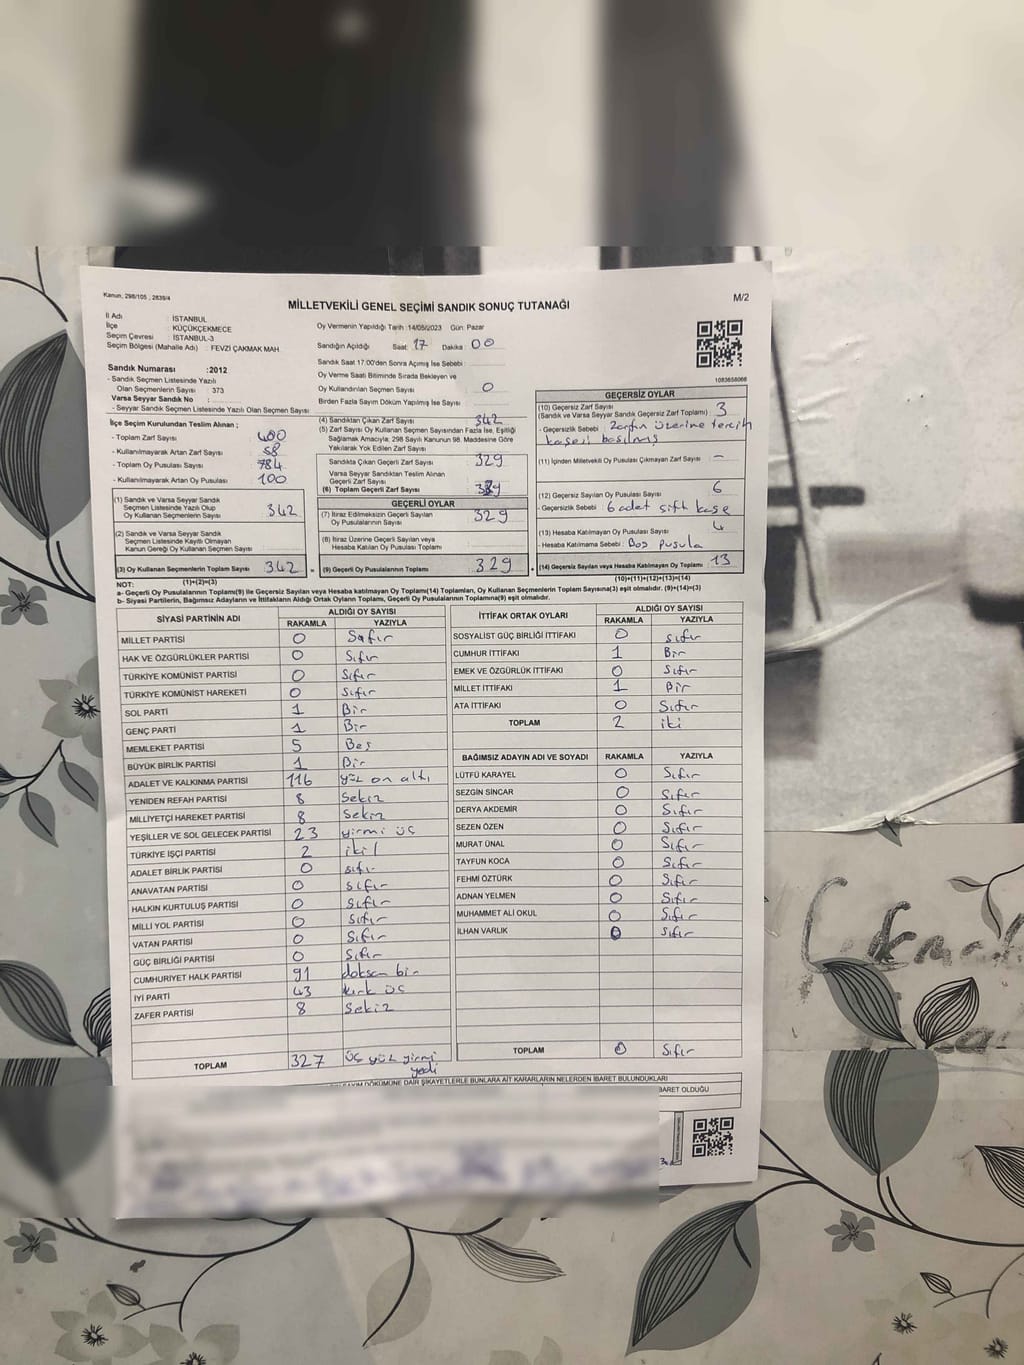 Kanun; 298/105 , 2839/4
MİLLETVEKİLİ GENEL SEÇİMİ SANDIK SONUÇ TUTANAĞI
M/2
İl Adı : İSTANBUL
İlçe : KÜÇÜKÇEKMECE
Seçim Çevresi : İSTANBUL-3
Seçim Bölgesi (Mahalle Adı) : FEVZİ ÇAKMAK MAH.
Oy Vermenin Yapıldığı Tarih :14/05/2023 Gün: Pazar
Sandığın Açıldığı Saat: 17 Dakika: 00
Sandık Saat 17:00'den Sonra Açılmış İse Sebebi :
Oy Verme Saati Bitiminde Sırada Bekleyen ve
Oy Kullandırılan Seçmen Sayısı 0
Birden Fazla Sayım Döküm Yapılmış İse Sayısı :
1083658066
Sandık Numarası :2012
- Sandık Seçmen Listesinde Yazılı
Olan Seçmenlerin Sayısı : 373
Varsa Seyyar Sandık No :
- Seyyar Sandık Seçmen Listesinde Yazılı Olan Seçmen Sayısı
İlçe Seçim Kurulundan Teslim Alınan ;
- Toplam Zarf Sayısı : 400
- Kullanılmayarak Artan Zarf Sayısı : 58
- Toplam Oy Pusulası Sayısı : 784
- Kullanılmayarak Artan Oy Pusulası : 100
(1) Sandık ve Varsa Seyyar Sandık
Seçmen Listesinde Yazılı Olup
Oy Kullanan Seçmenlerin Sayısı 342
(2) Sandık ve Varsa Seyyar Sandık
Seçmen Listesinde Kayıtlı Olmayan
Kanun Gereği Oy Kullanan Seçmen Sayısı
(3) Oy Kullanan Seçmenlerin Toplam Sayısı 342
(1)+(2)=(3)
(4) Sandıktan Çıkan Zarf Sayısı 342
(5) Zarf Sayısı Oy Kullanan Seçmen Sayısından Fazla İse, Eşitliği
Sağlamak Amacıyla, 298 Sayılı Kanunun 98. Maddesine Göre
Yakılarak Yok Edilen Zarf Sayısı
Sandıkta Çıkan Geçerli Zarf Sayısı 329
Varsa Seyyar Sandıktan Teslim Alınan
Geçerli Zarf Sayısı
(6) Toplam Geçerli Zarf Sayısı
GEÇERLİ OYLAR
(7) İtiraz Edilmeksizin Geçerli Sayılan
Oy Pusulalarının Sayısı 329
(8) İtiraz Üzerine Geçerli Sayılan veya
Hesaba Katılan Oy Pusulası Toplamı
(9) Geçerli Oy Pusulalarının Toplamı 329
GEÇERSİZ OYLAR
(10) Geçersiz Zarf Sayısı
(Sandık ve Varsa Seyyar Sandık Geçersiz Zarf Toplamı) 3
- Geçersizlik Sebebi : Zarfın üzerine tercih
kaşesi basılmış
(11) İçinden Milletvekili Oy Pusulası Çıkmayan Zarf Sayısı -
(12) Geçersiz Sayılan Oy Pusulası Sayısı 6
- Geçersizlik Sebebi : 6 adet çift kaşe
(13) Hesaba Katılmayan Oy Pusulası Sayısı 4
- Hesaba Katılmama Sebebi : Boş pusula
(14) Geçersiz Sayılan veya Hesaba Katılmayan Oy Toplamı 13
(10)+(11)+(12)+(13)=(14)
NOT:
a- Geçerli Oy Pusulalarının Toplamı(9) ile Geçersiz Sayılan veya Hesaba katılmayan Oy Toplamı(14) Toplamları, Oy Kullanan Seçmenlerin Toplam Sayısına(3) eşit olmalıdır. (9)+(14)=(3)
b- Siyasi Partilerin, Bağımsız Adayların ve İttifakların Aldığı Ortak Oyların Toplamı, Geçerli Oy Pusulalarının Toplamına(9) eşit olmalıdır.
SİYASİ PARTİNİN ADI ALDIĞI OY SAYISI
RAKAMLA YAZIYLA
MİLLET PARTİSİ 0 Safır
HAK VE ÖZGÜRLÜKLER PARTİSİ 0 Sıfır
TÜRKİYE KOMÜNİST PARTİSİ 0 Sıfır
TÜRKİYE KOMÜNİST HAREKETİ 0 Sıfır
SOL PARTİ 1 Bir
GENÇ PARTİ 1 Bir
MEMLEKET PARTİSİ 5 Beş
BÜYÜK BİRLİK PARTİSİ 1 Bir
ADALET VE KALKINMA PARTİSİ 116 yüz on altı
YENİDEN REFAH PARTİSİ 8 Sekiz
MİLLİYETÇİ HAREKET PARTİSİ 8 Sekiz
YEŞİLLER VE SOL GELECEK PARTİSİ 23 yirmi üç
TÜRKİYE İŞÇİ PARTİSİ 2 iki
ADALET BİRLİK PARTİSİ 0 sıfır
ANAVATAN PARTİSİ 0 sıfır
HALKIN KURTULUŞ PARTİSİ 0 sıfır
MİLLİ YOL PARTİSİ 0 Sıfır
VATAN PARTİSİ 0 Sıfır
GÜÇ BİRLİĞİ PARTİSİ 0 Sıfır
CUMHURİYET HALK PARTİSİ 91 doksan bir
İYİ PARTİ 43 kırk üç
ZAFER PARTİSİ 8 Sekiz
TOPLAM 327 üç yüz yirmi
yedi
İTTİFAK ORTAK OYLARI ALDIĞI OY SAYISI
RAKAMLA YAZIYLA
SOSYALİST GÜÇ BİRLİĞİ İTTİFAKI 0 sıfır
CUMHUR İTTİFAKI 1 Bir
EMEK VE ÖZGÜRLÜK İTTİFAKI 0 Sıfır
MİLLET İTTİFAKI 1 Bir
ATA İTTİFAKI 0 Sıfır
TOPLAM 2 iki
BAĞIMSIZ ADAYIN ADI VE SOYADI RAKAMLA YAZIYLA
LÜTFÜ KARAYEL 0 Sıfır
SEZGİN SİNCAR 0 Sıfır
DERYA AKDEMİR 0 Sıfır
SEZEN ÖZEN 0 Sıfır
MURAT ÜNAL 0 Sıfır
TAYFUN KOCA 0 Sıfır
FEHMİ ÖZTÜRK 0 Sıfır
ADNAN YELMEN 0 Sıfır
MUHAMMET ALİ OKUL 0 Sıfır
İLHAN VARLIK 0 sıfır
TOPLAM 0 Sıfır
SAYIM DÖKÜMÜNE DAİR ŞİKAYETLERLE BUNLARA AİT KARARLARIN NELERDEN İBARET BULUNDUKLARI
BARET OLDUĞU